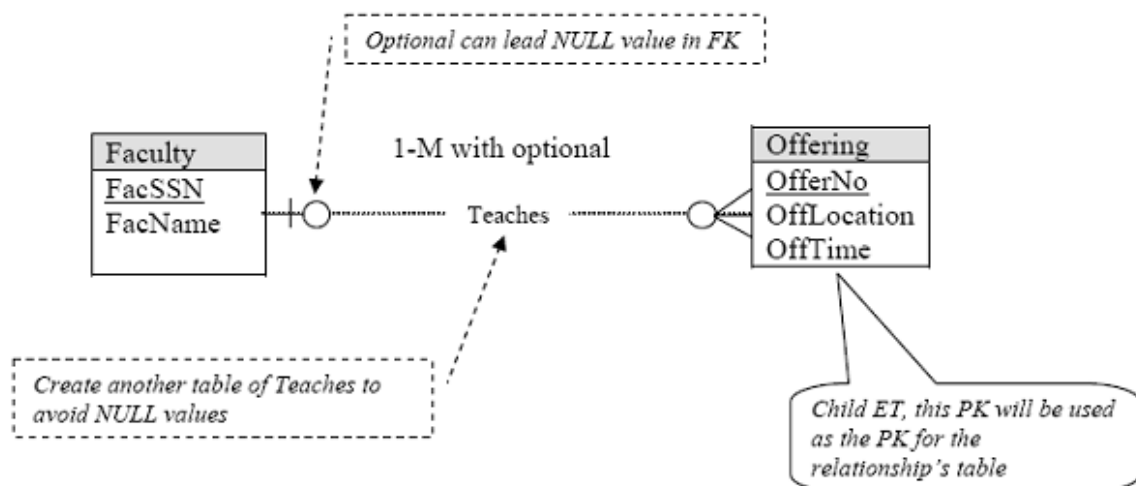 Optional can lead NULL value in FK
1-M with optional
Faculty
FacSSN
FacName
Teaches
Offering
OfferNo
OffLocation
OffTime
Create another table of Teaches to
avoid NULL values
Child ET, this PK will be used
as the PK for the
relationship's table